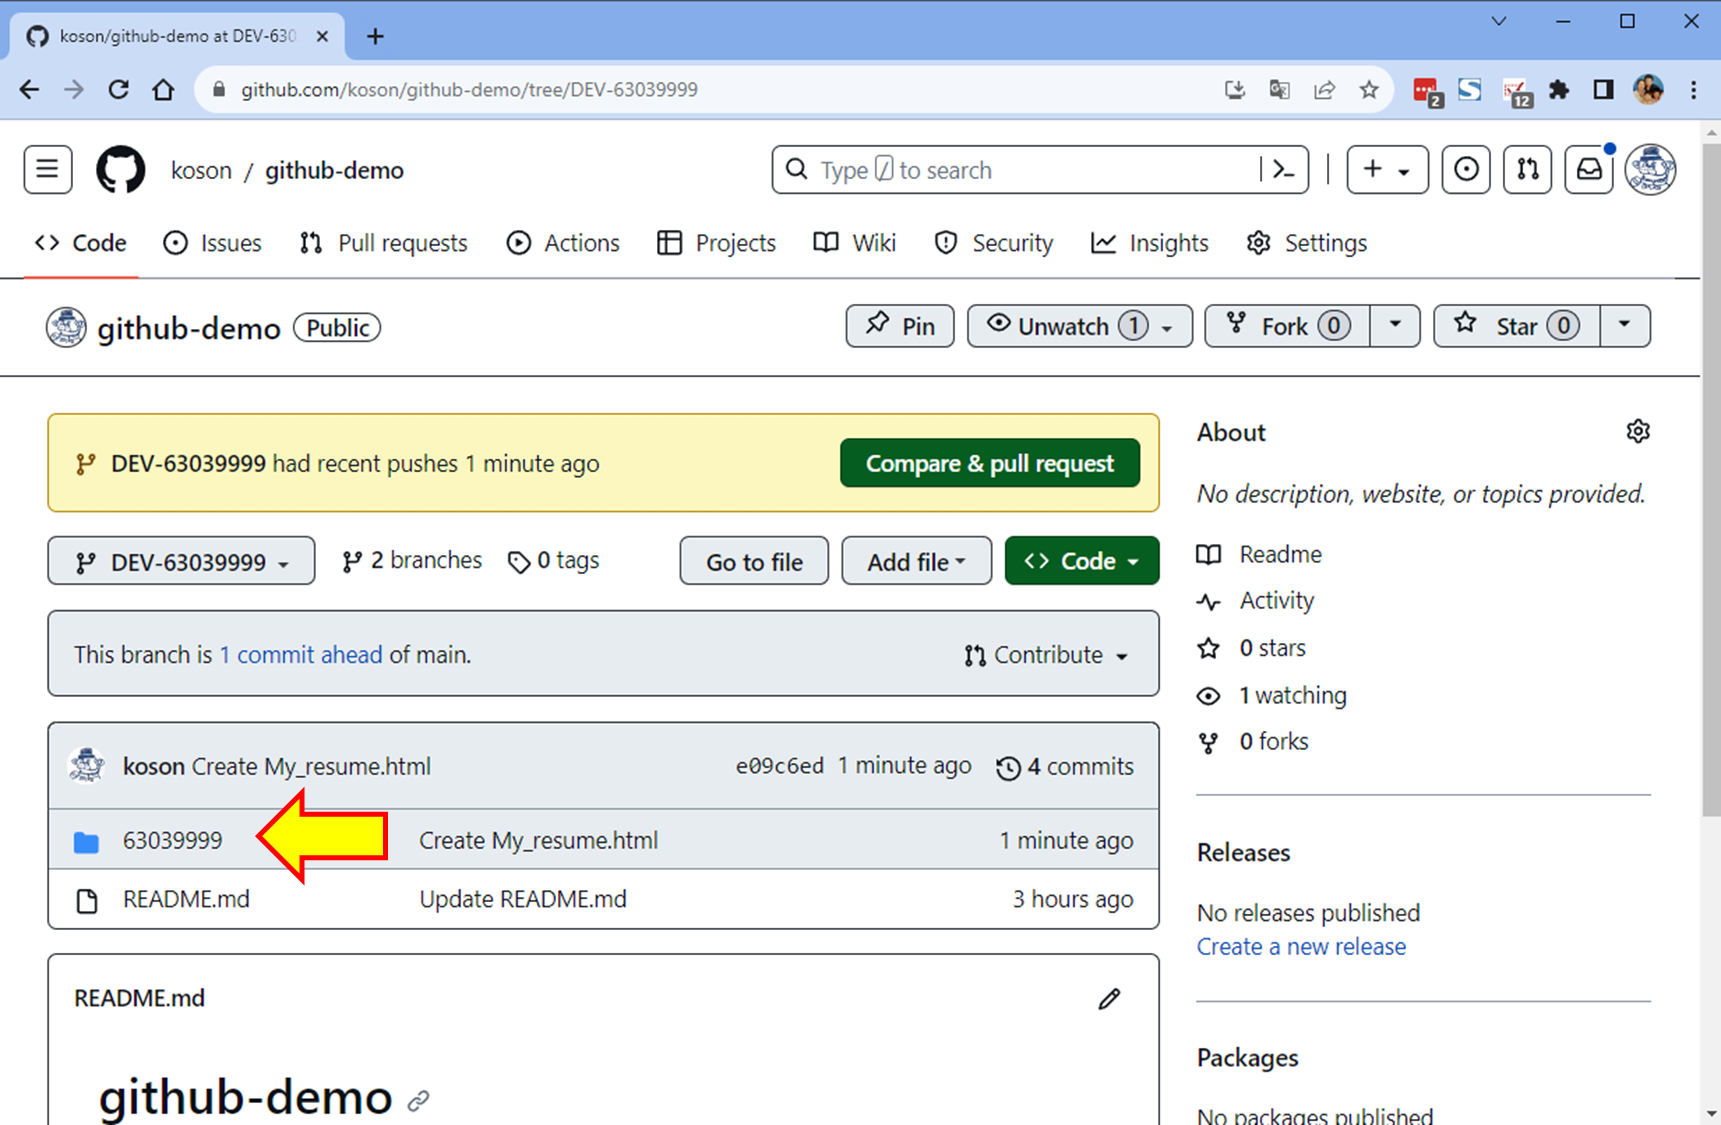 koson/github-demo at DEV-630
github.com/koson/github-demo/tree/DEV-63039999
2
12
koson / github-demo
Type / to search
Code Issues Pull requests Actions Projects Wiki Security Insights Settings
github-demo Public
Pin Unwatch 1 Fork 0 Star 0
DEV-63039999 had recent pushes 1 minute ago
Compare & pull request
DEV-63039999 2 branches 0 tags Go to file Add file Code
This branch is 1 commit ahead of main.
Contribute
koson Create My_resume.html e09c6ed 1 minute ago 4 commits
63039999 Create My_resume.html 1 minute ago
README.md Update README.md 3 hours ago
README.md
github-demo
About
No description, website, or topics provided.
Readme
Activity
0 stars
1 watching
0 forks
Releases
No releases published
Create a new release
Packages
No packages published